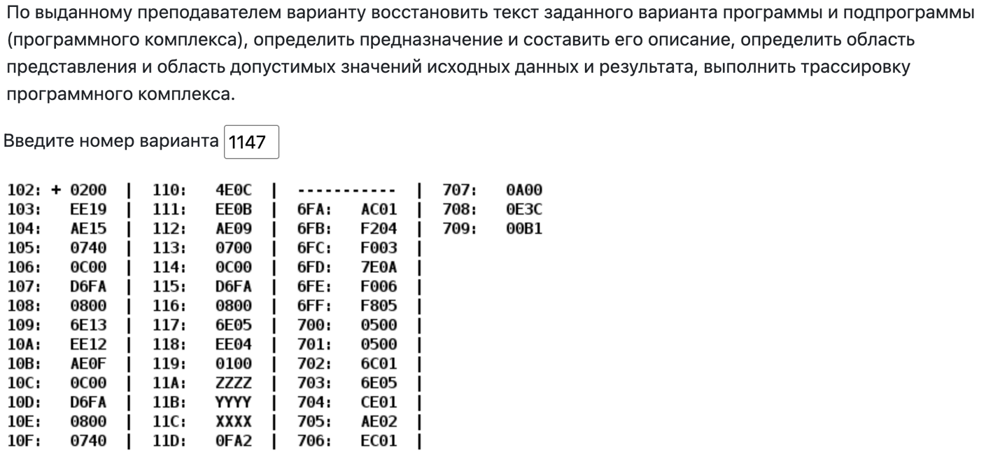 По выданному преподавателем варианту восстановить текст заданного варианта программы и подпрограммы
(программного комплекса), определить предназначение и составить его описание, определить область
представления и область допустимых значений исходных данных и результата, выполнить трассировку
программного комплекса.
Введите номер варианта 1147
102: + 0200 | 110: 4E0C | ----------- | 707: 0A00
103: EE19 | 111: EE0B | 6FA: AC01 | 708: 0E3C
104: AE15 | 112: AE09 | 6FB: F204 | 709: 00B1
105: 0740 | 113: 0700 | 6FC: F003 |
106: 0C00 | 114: 0C00 | 6FD: 7E0A |
107: D6FA | 115: D6FA | 6FE: F006 |
108: 0800 | 116: 0800 | 6FF: F805 |
109: 6E13 | 117: 6E05 | 700: 0500 |
10A: EE12 | 118: EE04 | 701: 0500 |
10B: AE0F | 119: 0100 | 702: 6C01 |
10C: 0C00 | 11A: ZZZZ | 703: 6E05 |
10D: D6FA | 11B: YYYY | 704: CE01 |
10E: 0800 | 11C: XXXX | 705: AE02 |
10F: 0740 | 11D: 0FA2 | 706: EC01 |